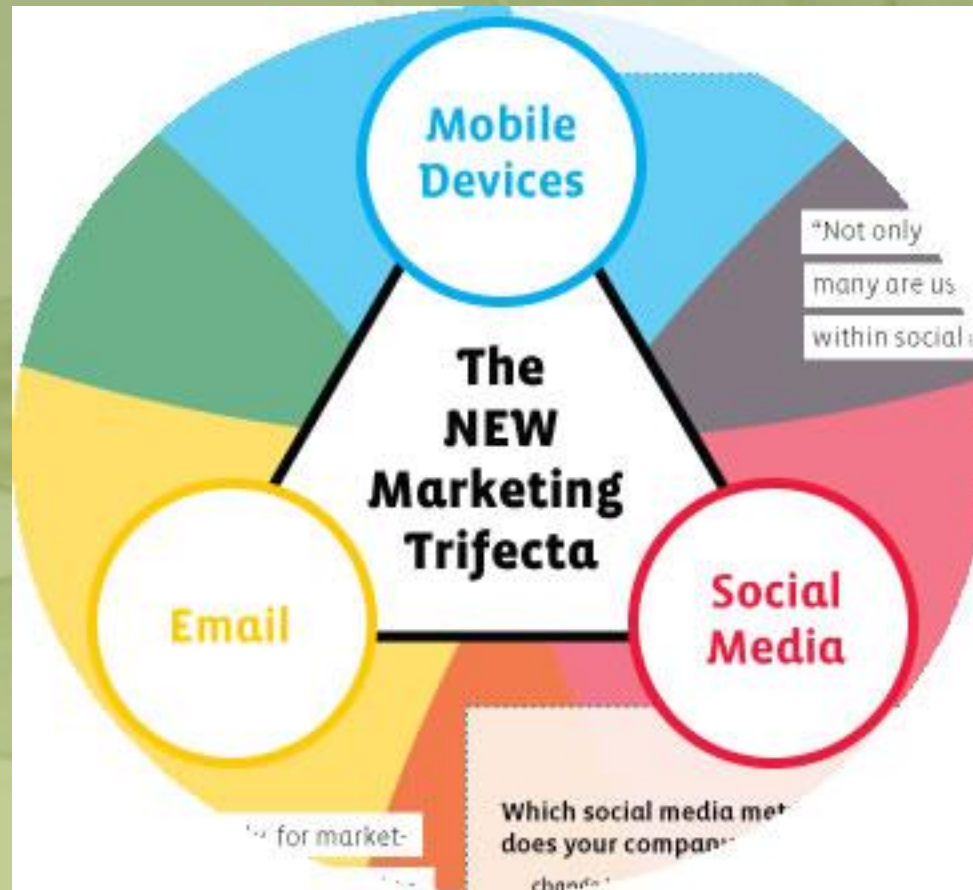 Mobile
Devices
"Not only
many are us
within social
The
NEW
Marketing
Trifecta
Email
Social
Media
Which social media met
does your company
for market-